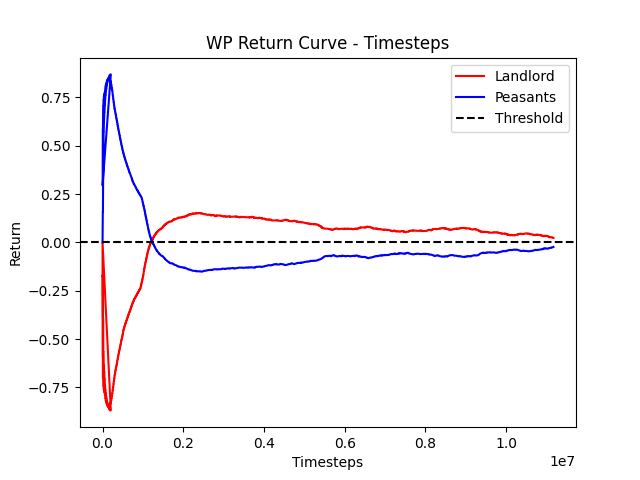 WP Return Curve - Timesteps
Landlord
Peasants
Threshold
Return
0.75
0.50
0.25
0.00
−0.25
−0.50
−0.75
0.0 0.2 0.4 0.6 0.8 1.0
1e7
Timesteps